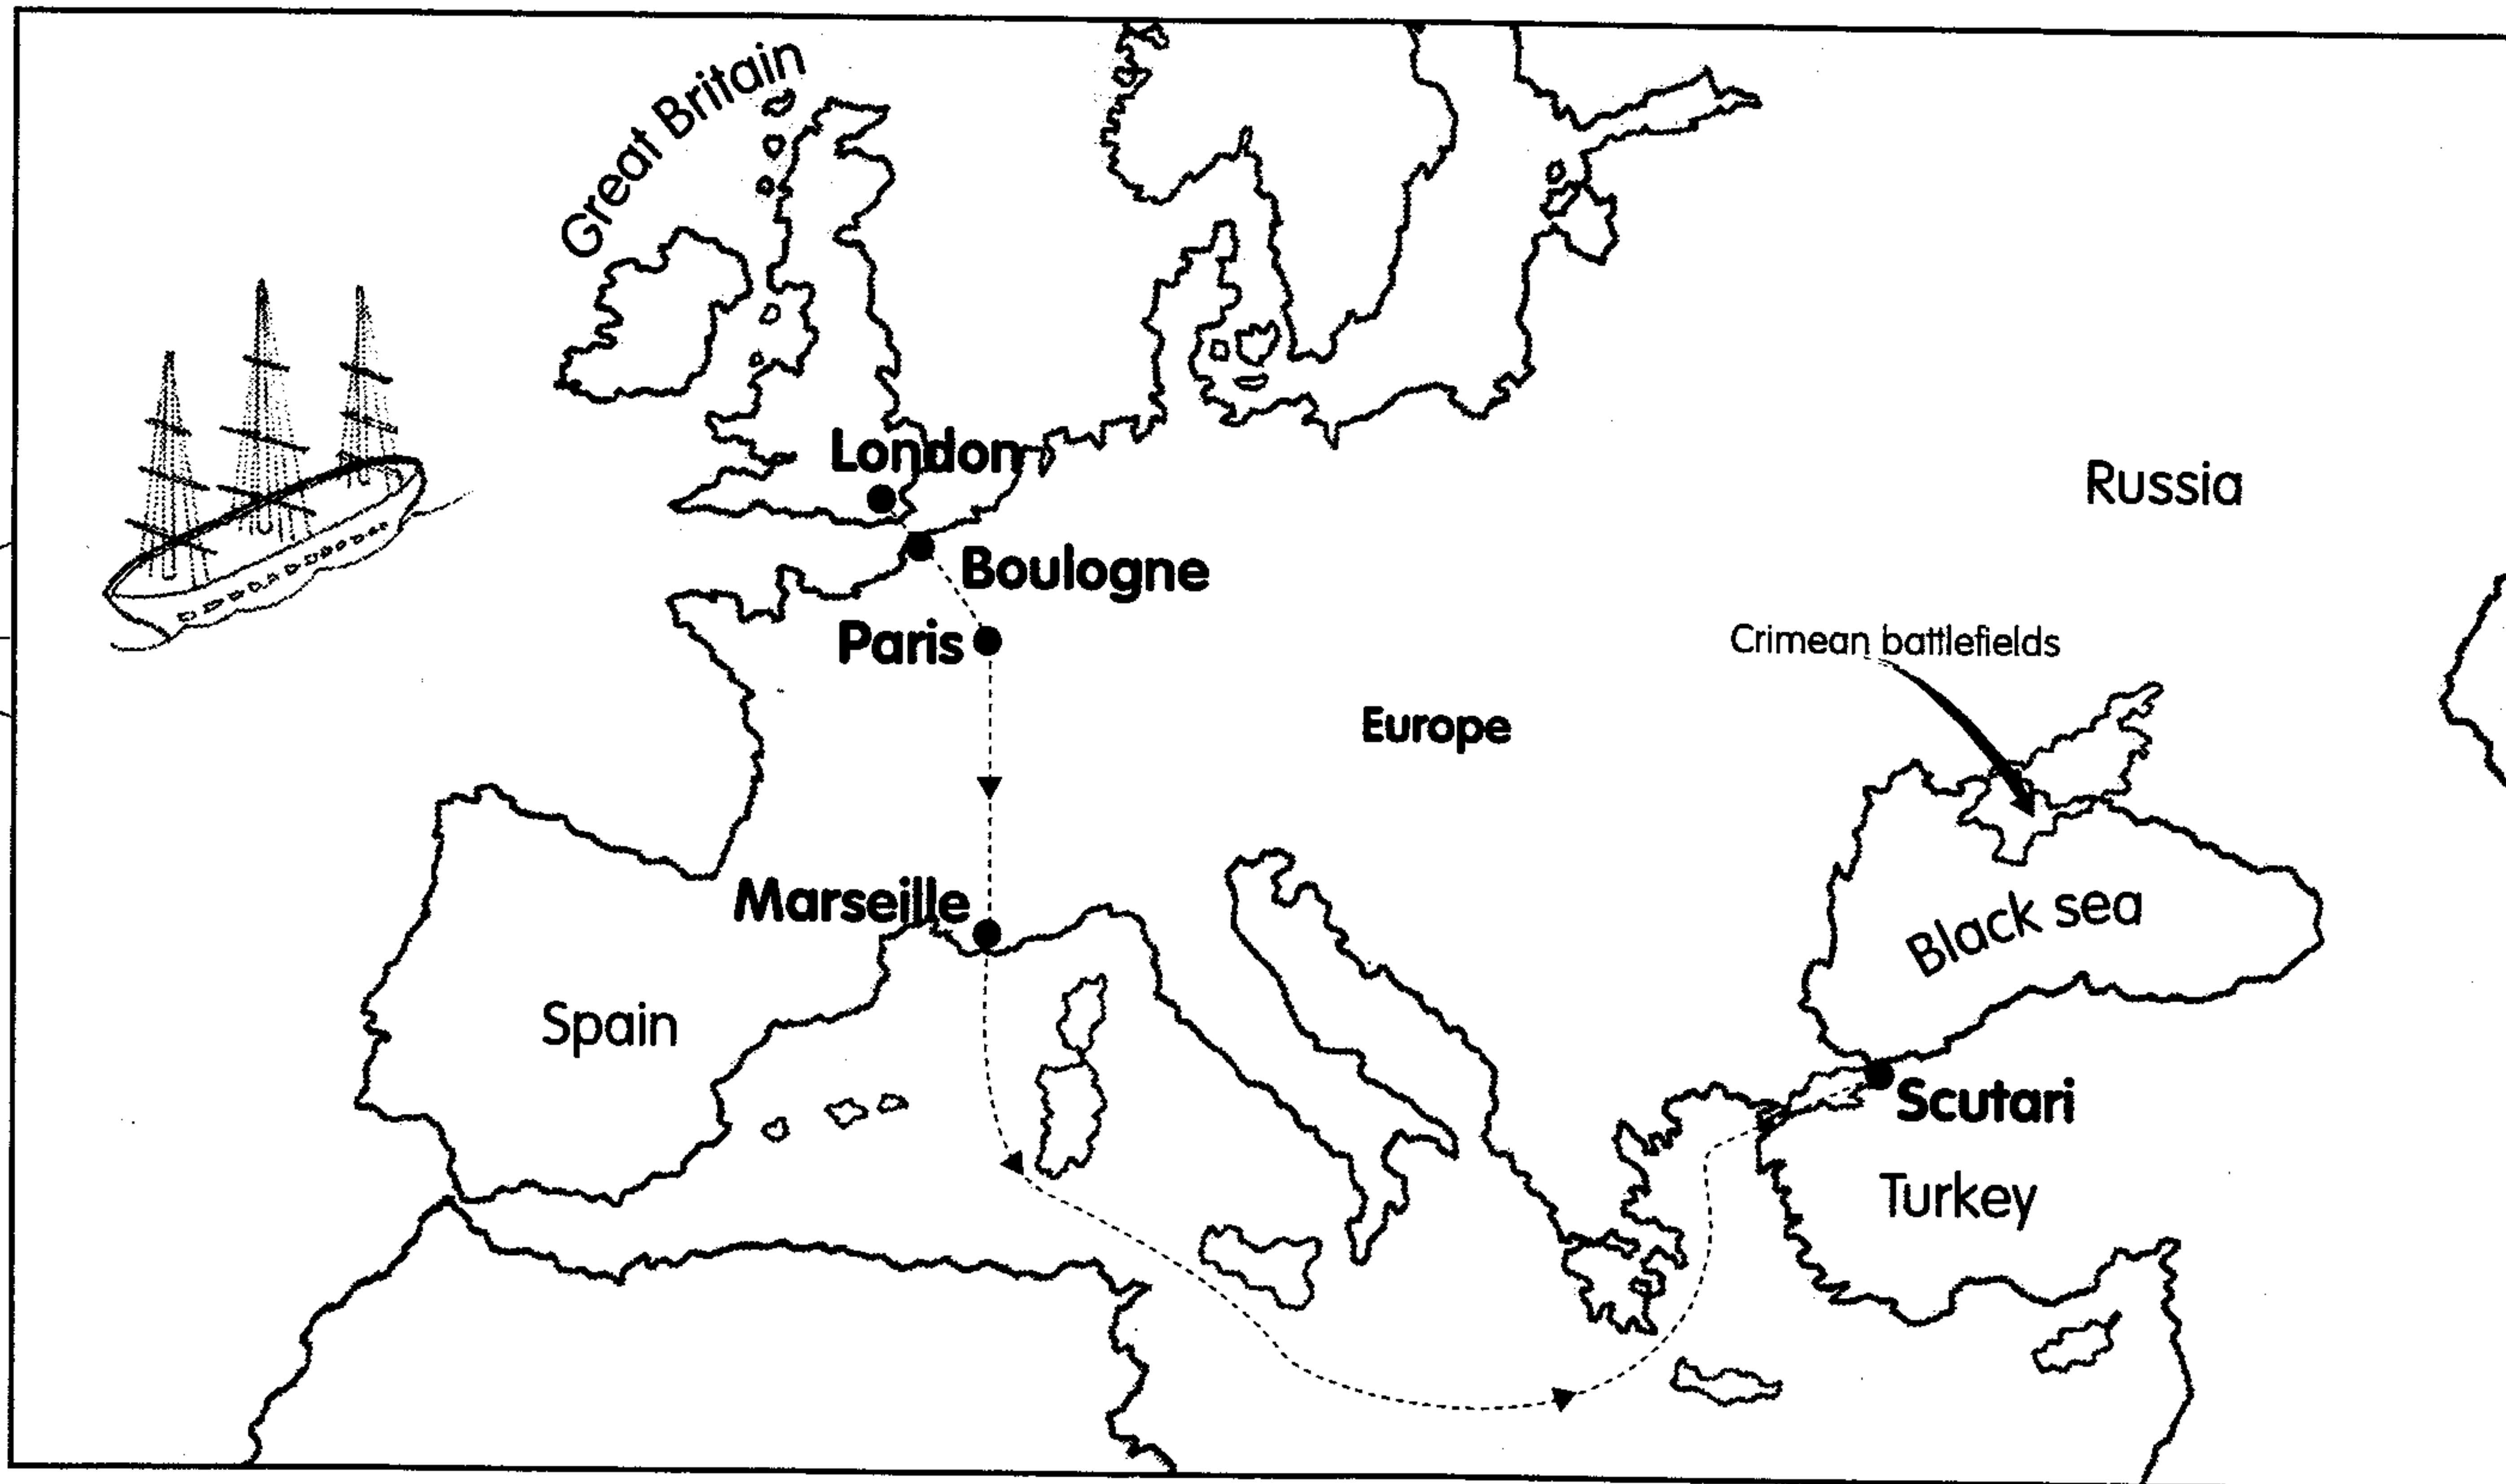 Great Britain
London
Russia
Boulogne
Paris
Crimean battlefields
Europe
Marseille
Black sea
Spain
Scutari
Turkey